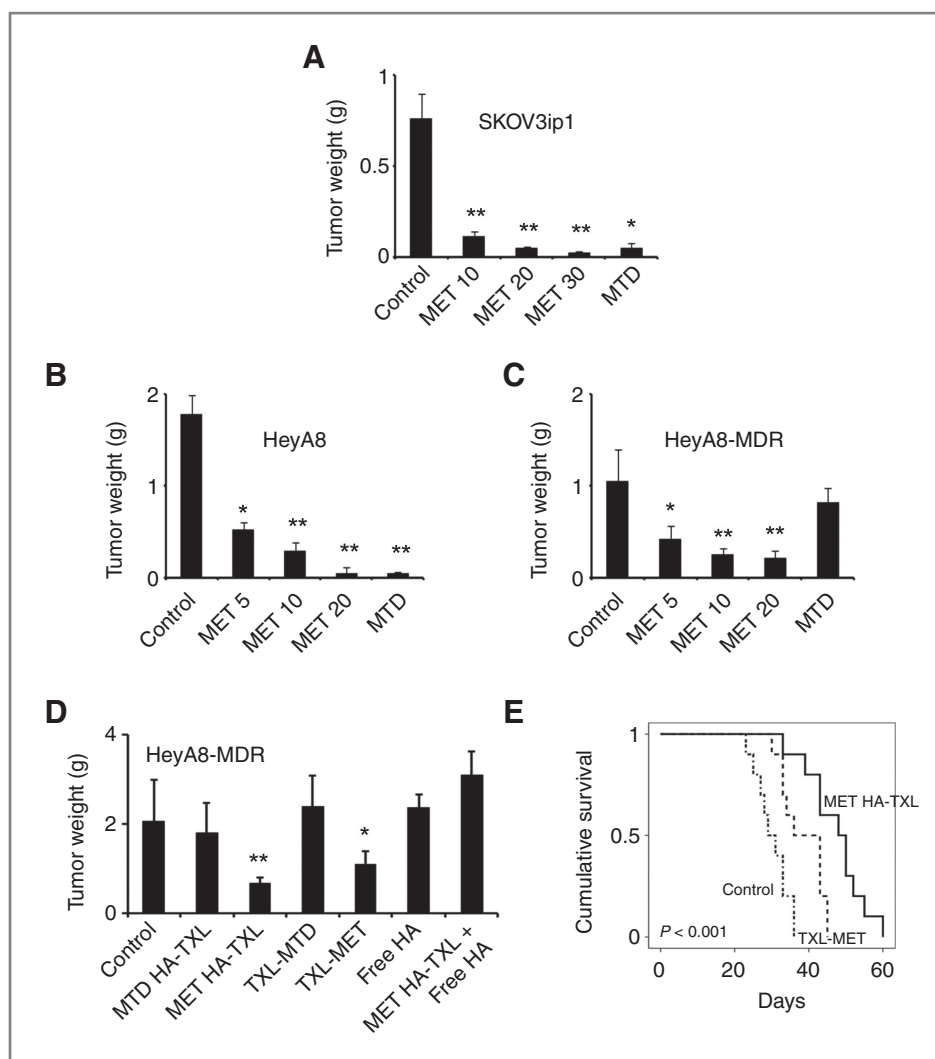 A
Tumor weight (g)
1
0.5
0
SKOV3ip1
**
**
**
*
Control
MET 10
MET 20
MET 30
MTD
B
Tumor weight (g)
2
1
0
HeyA8
*
**
**
**
Control
MET 5
MET 10
MET 20
MTD
C
Tumor weight (g)
2
1
0
HeyA8-MDR
*
**
**
Control
MET 5
MET 10
MET 20
MTD
D
Tumor weight (g)
4
2
0
HeyA8-MDR
**
*
Control
MTD HA-TXL
MET HA-TXL
TXL-MTD
TXL-MET
Free HA
MET HA-TXL +
Free HA
E
Cumulative survival
1
0.5
0
MET HA-TXL
Control
TXL-MET
P < 0.001
0
20
40
60
Days